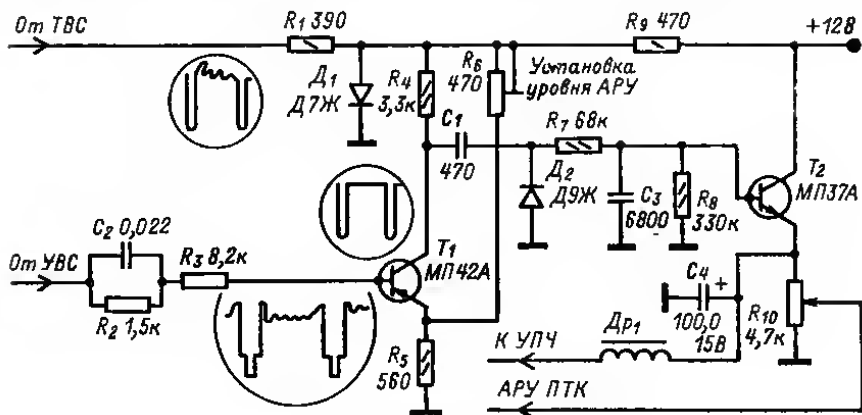 От ТВС
R1 390
R9 470
+12В
Д1
Д7Ж
R4
3,3к
R6
470
Установка
уровня АРУ
C1
470
R7 68к
Д2
Д9Ж
C3
6800
R8
330к
T2
МП37А
C2 0,022
От УВС
R3 8,2к
T1
МП42А
R2 1,5к
R5
560
C4
+
100,0
15В
R10
4,7к
К УПЧ
Др1
АРУ ПТК